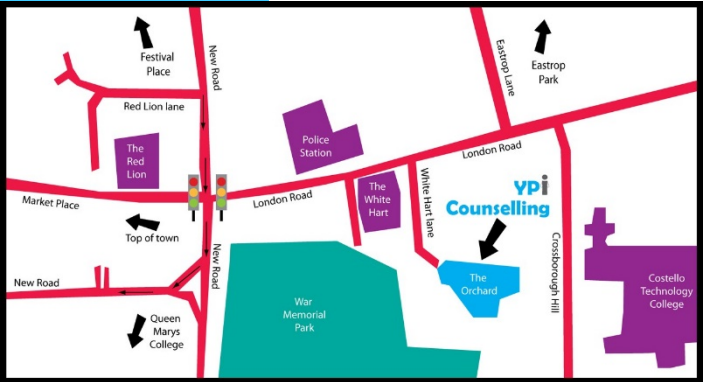 Festival
Place
New Road
Eastrop Lane
Eastrop
Park
Red Lion lane
Police
Station
The
Red
Lion
London Road
YPi
Counselling
Market Place
London Road
The
White
Hart
White Hart lane
Top of town
New Road
Crossborough Hill
New Road
The
Orchard
Costello
Technology
College
War
Memorial
Park
Queen
Marys
College